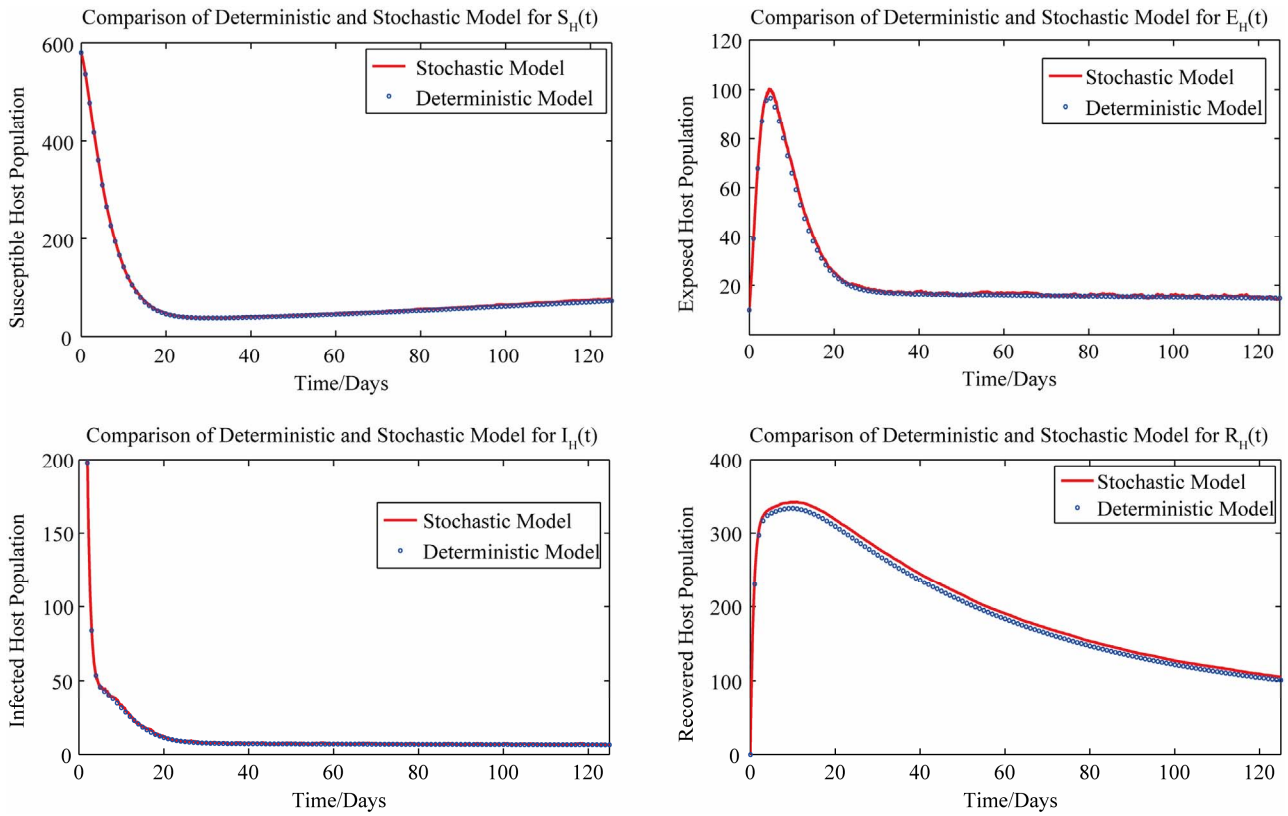 Comparison of Deterministic and Stochastic Model for S_H(t)
600
400
200
0
Susceptible Host Population
Stochastic Model
Deterministic Model
0 20 40 60 80 100 120
Time/Days
Comparison of Deterministic and Stochastic Model for E_H(t)
120
100
80
60
40
20
Exposed Host Population
Stochastic Model
Deterministic Model
0 20 40 60 80 100 120
Time/Days
Comparison of Deterministic and Stochastic Model for I_H(t)
200
150
100
50
0
Infected Host Population
Stochastic Model
Deterministic Model
0 20 40 60 80 100 120
Time/Days
Comparison of Deterministic and Stochastic Model for R_H(t)
400
300
200
100
0
Recovered Host Population
Stochastic Model
Deterministic Model
0 20 40 60 80 100 120
Time/Days